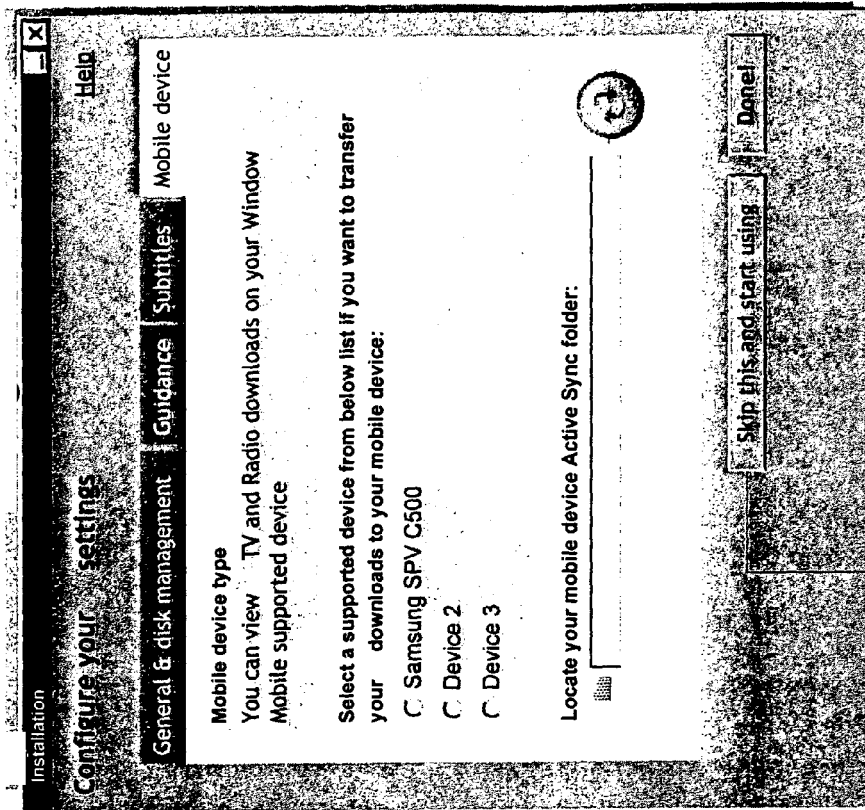 Installation
Configure your settings
Help
General & disk management
Guidance
Subtitles
Mobile device
Mobile device type
You can view TV and Radio downloads on your Window
Mobile supported device
Select a supported device from below list if you want to transfer
your downloads to your mobile device:
Samsung SPV C500
Device 2
Device 3
Locate your mobile device Active Sync folder:
Skip this and start using
Done!